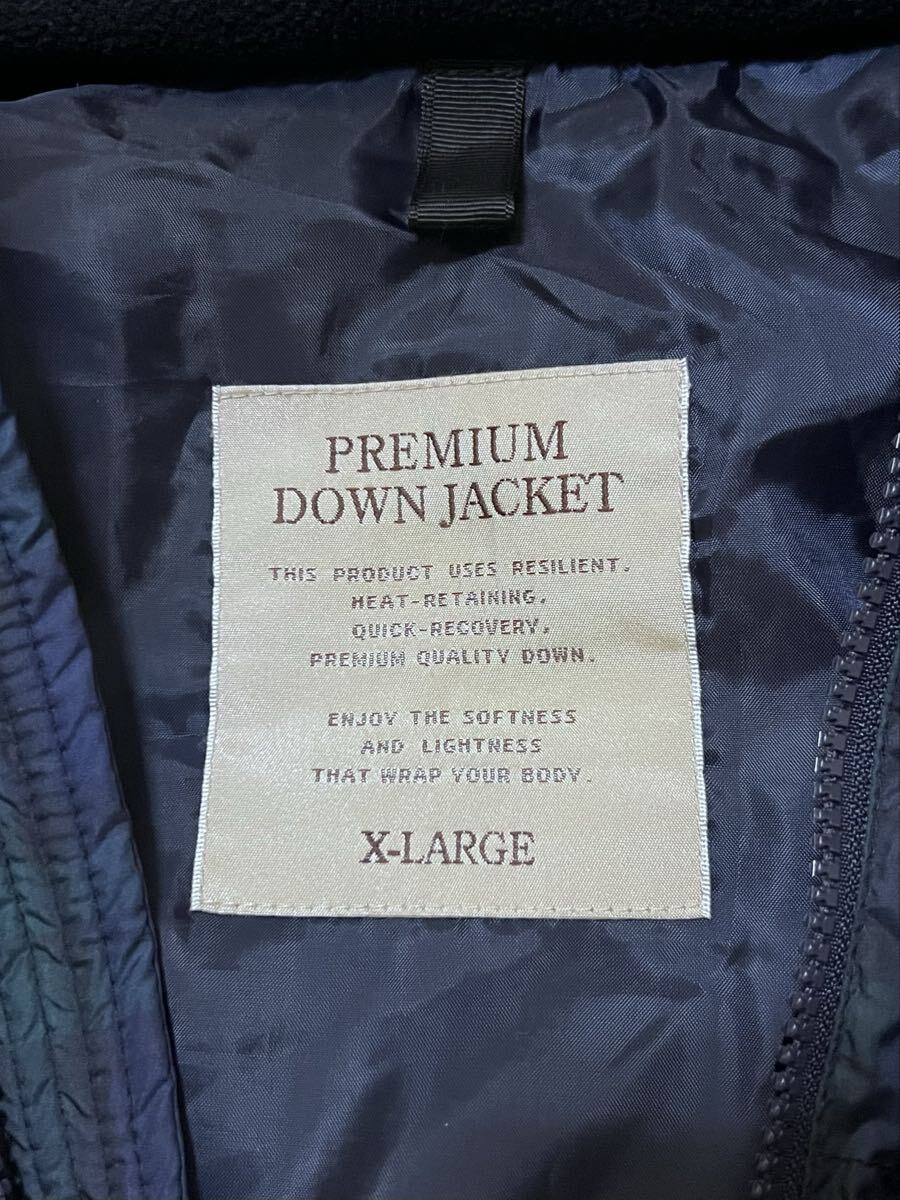 PREMIUM
DOWN JACKET
THIS PRODUCT USES RESILIENT.
HEAT-RETAINING.
QUICK-RECOVERY.
PREMIUM QUALITY DOWN.
ENJOY THE SOFTNESS
AND LIGHTNESS
THAT WRAP YOUR BODY.
X-LARGE